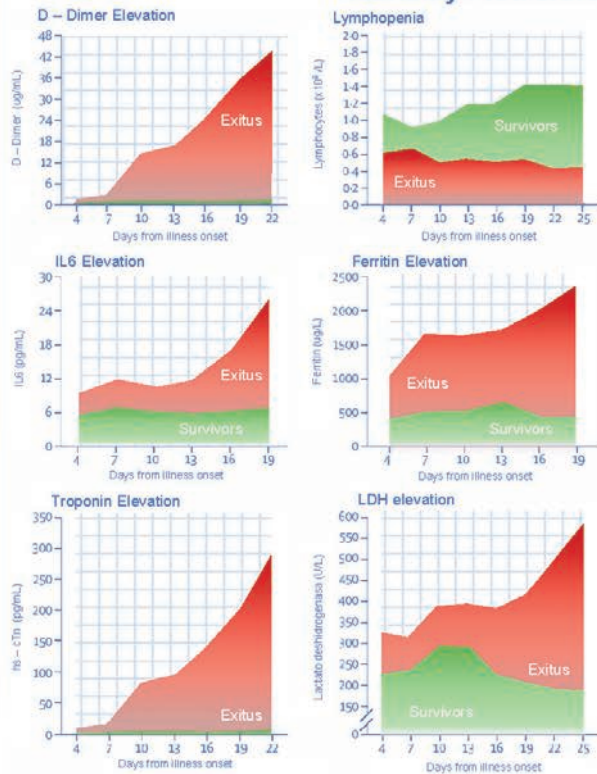 D – Dimer Elevation
D – Dimer (ug/mL)
48
42
36
30
24
18
12
6
0
Exitus
4 7 10 13 16 19 22
Days from illness onset
Lymphopenia
Lymphocytes (x 10⁹ /L)
2·0
1·8
1·6
1·4
1·2
1·0
0·8
0·6
0·4
0·2
0·0
Survivors
Exitus
4 7 10 13 16 19 22 25
Days from illness onset
IL6 Elevation
IL6 (pg/mL)
30
24
18
12
6
0
Exitus
Survivors
4 7 10 13 16 19
Days from illness onset
Ferritin Elevation
Ferritin (ug/L)
2500
2000
1500
1000
500
0
Exitus
Survivors
4 7 10 13 16 19
Days from illness onset
Troponin Elevation
hs – cTn (pg/mL)
350
300
250
200
150
100
50
0
Exitus
4 7 10 13 16 19 22
Days from illness onset
LDH elevation
Lactato deshidrogenasa (U/L)
600
550
500
450
400
350
300
250
200
150
0
Exitus
Survivors
4 7 10 13 16 19 22 25
Days from illness onset